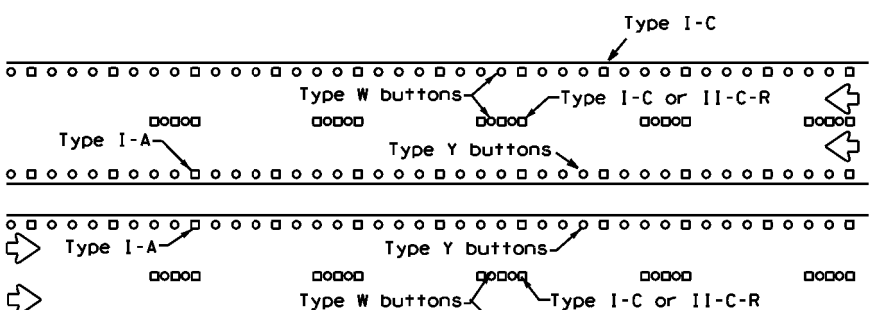 Type I-C
Type W buttons
Type I-C or II-C-R
Type I-A
Type Y buttons
Type I-A
Type Y buttons
Type W buttons
Type I-C or II-C-R